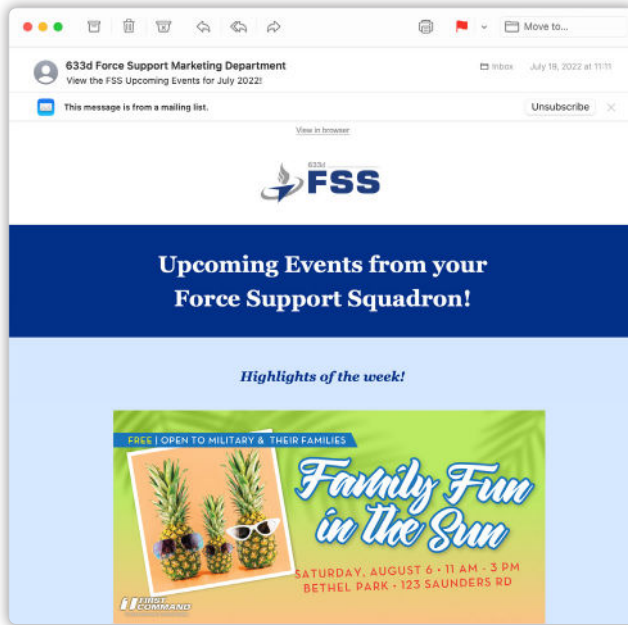 Move to...
633d Force Support Marketing Department
Inbox July 19, 2022 at 11:11
View the FSS Upcoming Events for July 2022!
This message is from a mailing list.
Unsubscribe
View in browser
633d
FSS
Upcoming Events from your
Force Support Squadron!
Highlights of the week!
FREE | OPEN TO MILITARY & THEIR FAMILIES
Family Fun
in the Sun
SATURDAY, AUGUST 6 • 11 AM - 3 PM
BETHEL PARK • 123 SAUNDERS RD
FIRST
COMMAND